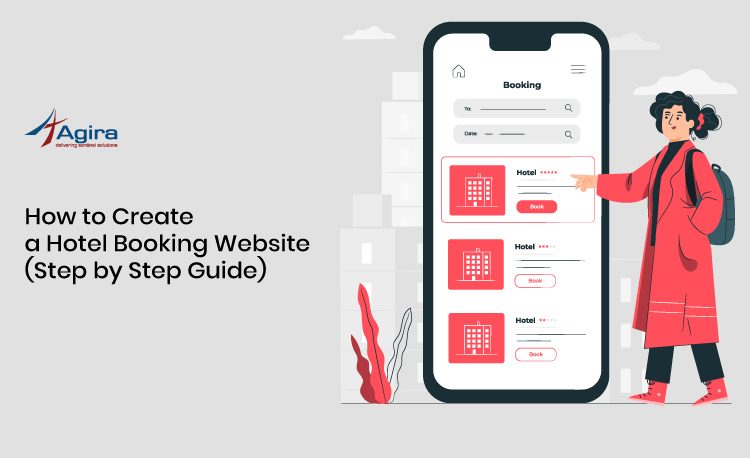 Agira
delivering sentinel solutions
How to Create
a Hotel Booking Website
(Step by Step Guide)
Booking
To:
Date:
Hotel
Book
Hotel
Book
Hotel
Book